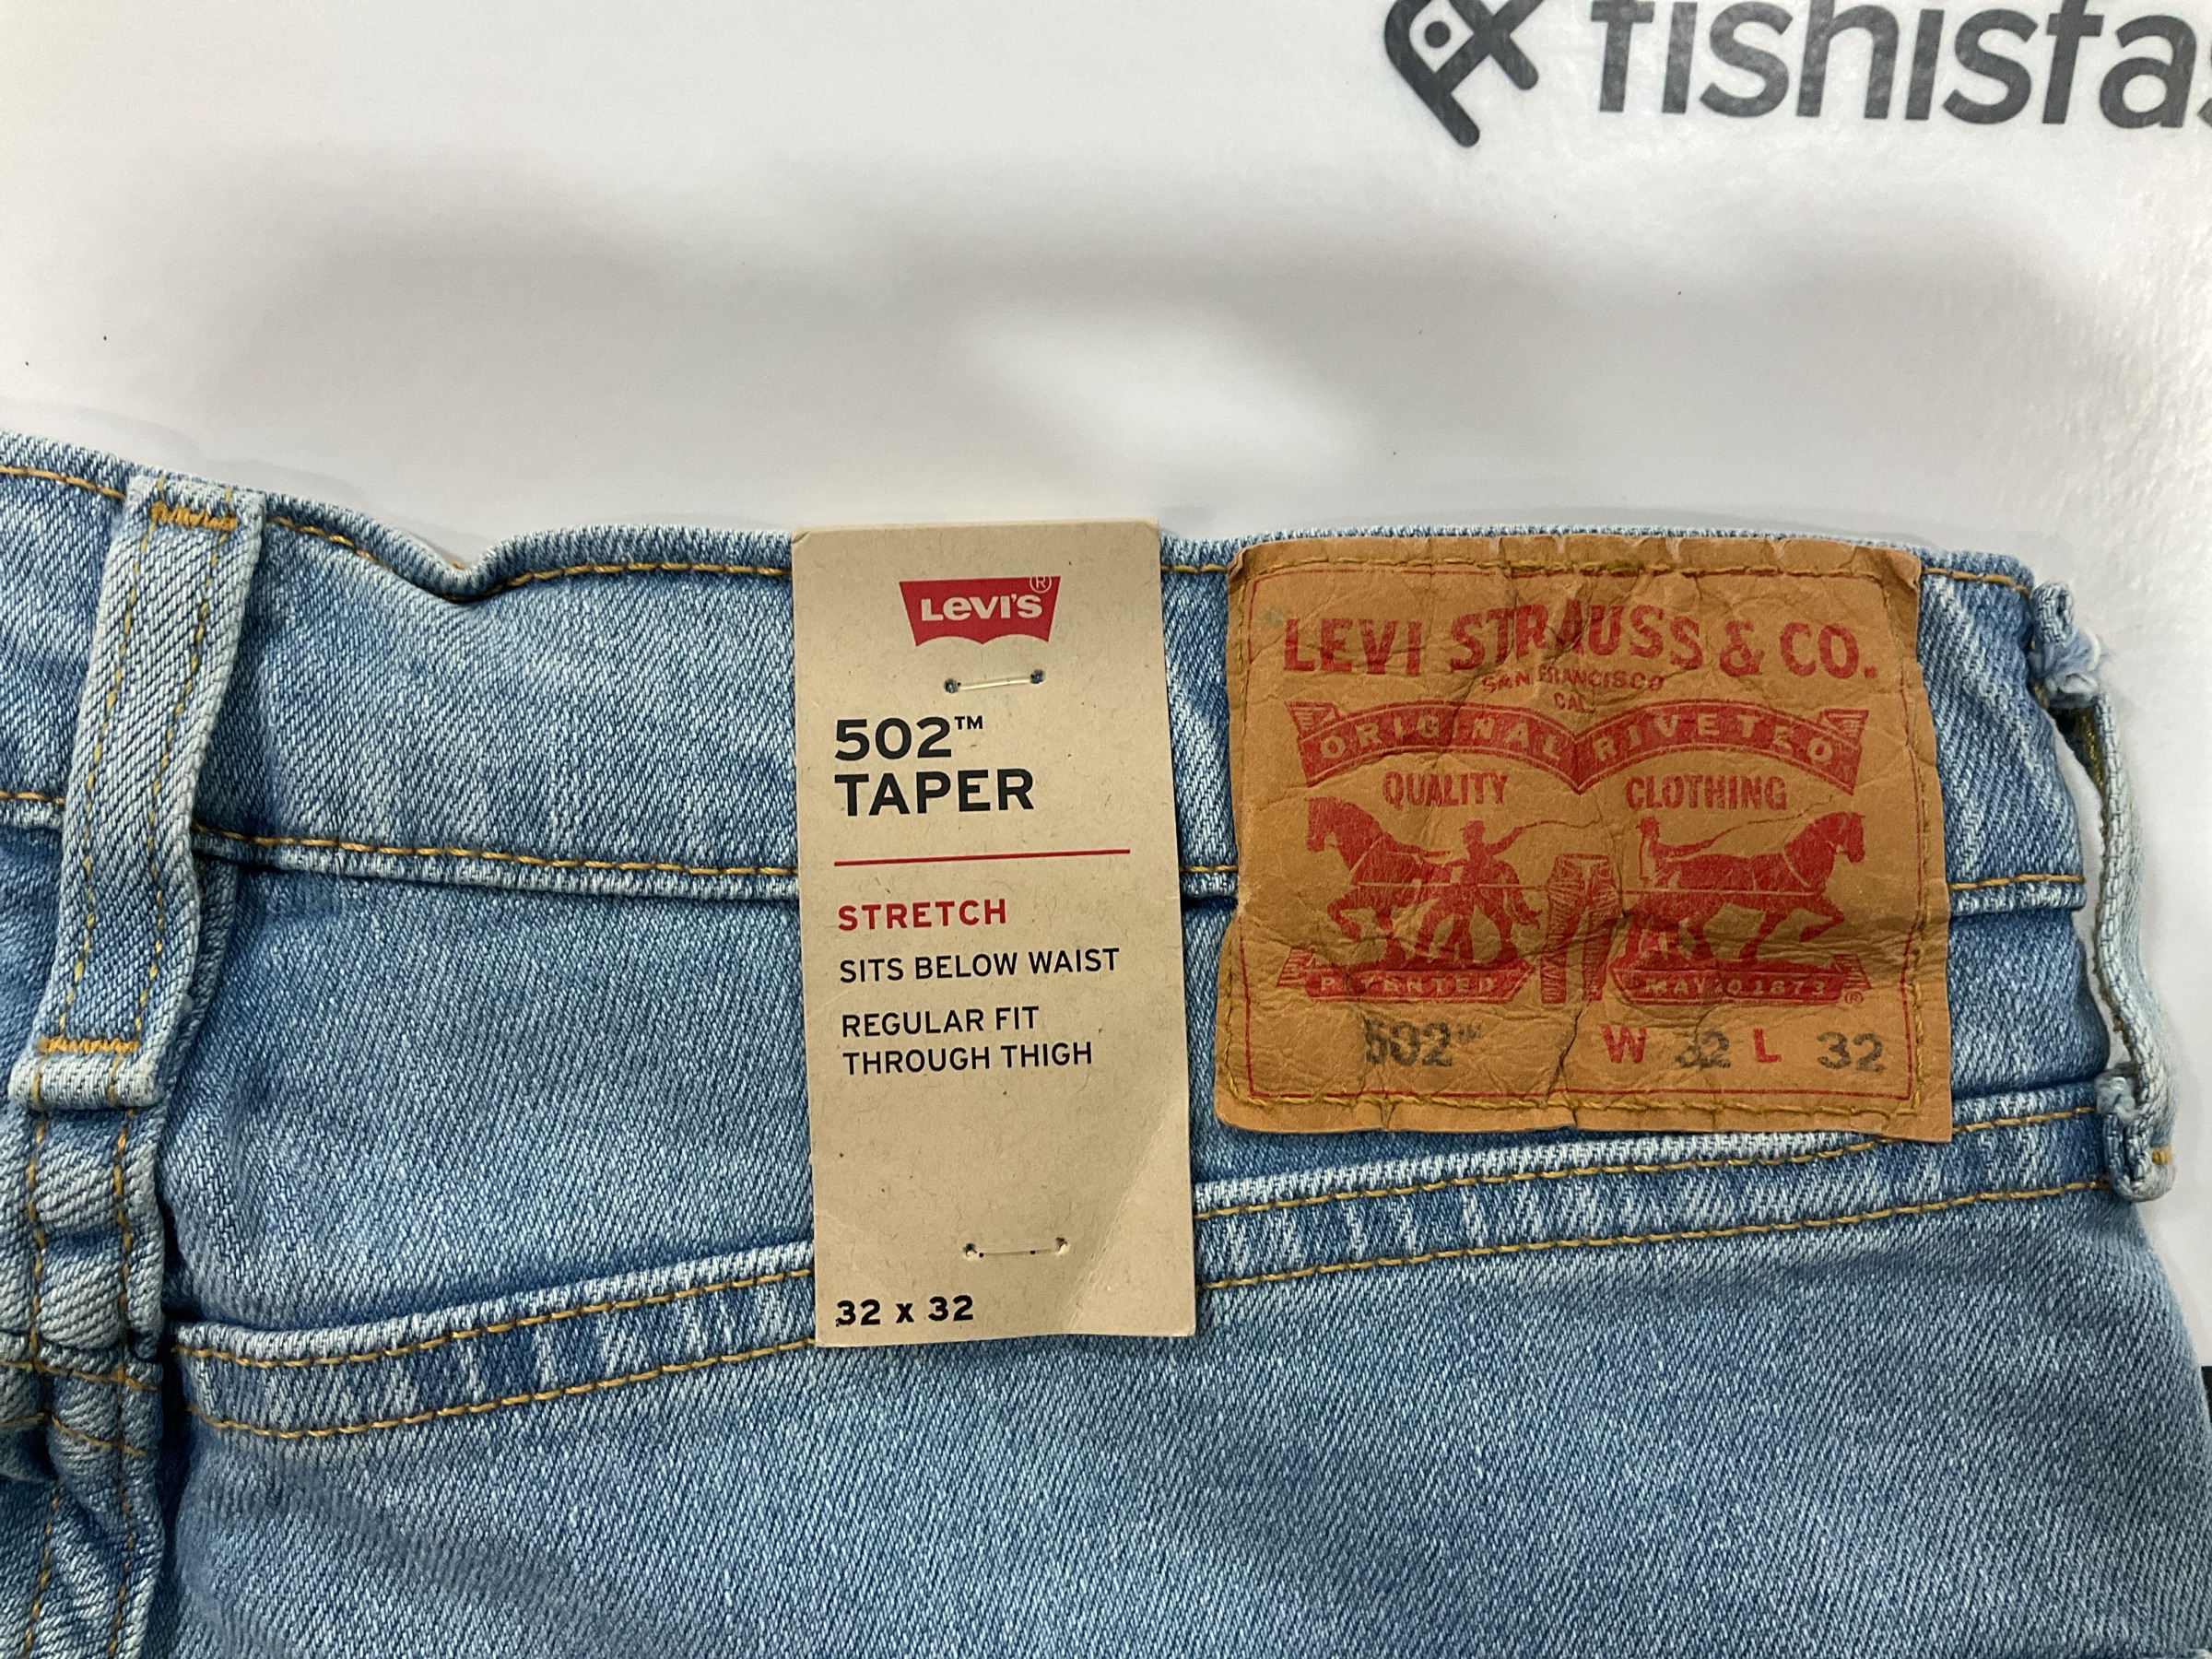 fishisfas
LEVI'S®
502™
TAPER
STRETCH
SITS BELOW WAIST
REGULAR FIT
THROUGH THIGH
32 x 32
LEVI STRAUSS & CO.
SAN FRANCISCO
CAL
ORIGINAL RIVETED
QUALITY CLOTHING
PATENTED MAY 20 1873 ®
502™ W 32 L 32